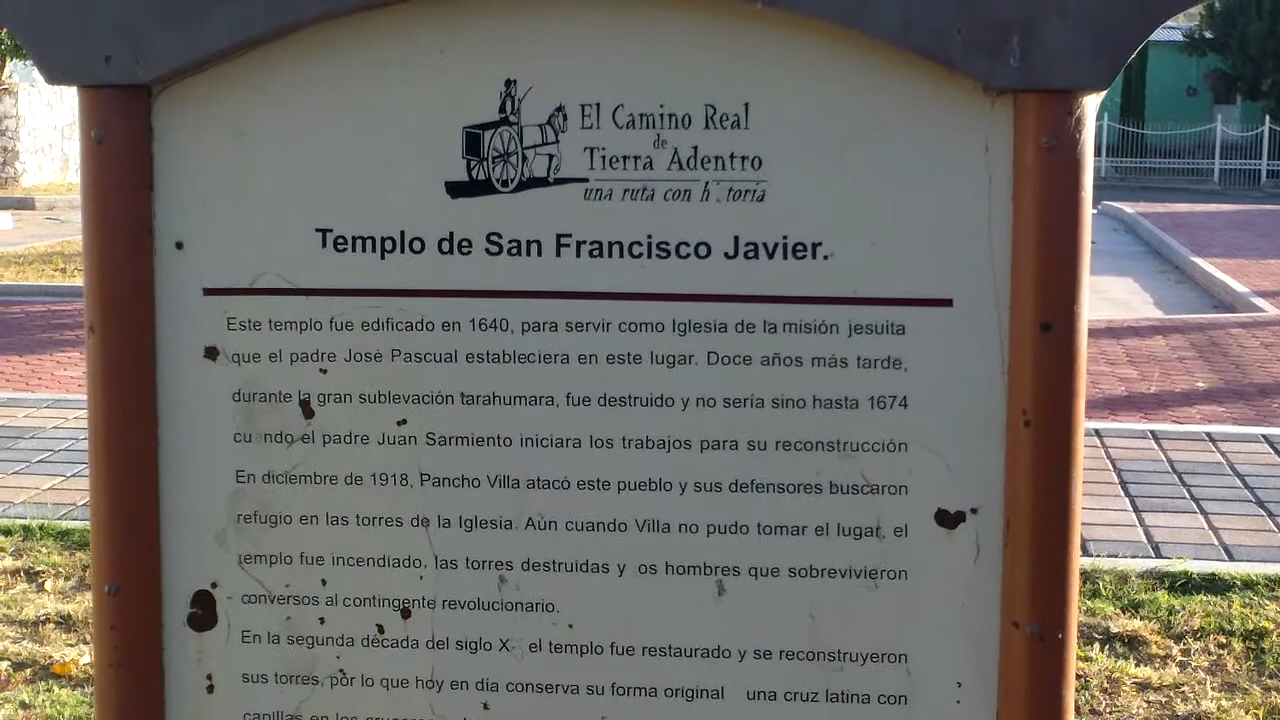 El Camino Real
de
Tierra Adentro
una ruta con h toria
Templo de San Francisco Javier.
Este templo fue edificado en 1640, para servir como Iglesia de la misión jesuita
que el padre José Pascual estableciera en este lugar. Doce años más tarde,
durante la gran sublevación tarahumara, fue destruido y no sería sino hasta 1674
cu ndo el padre Juan Sarmiento iniciara los trabajos para su reconstrucción
En diciembre de 1918, Pancho Villa atacó este pueblo y sus defensores buscaron
refugio en las torres de la Iglesia. Aún cuando Villa no pudo tomar el lugar, el
templo fue incendiado, las torres destruidas y os hombres que sobrevivieron
conversos al contingente revolucionario.
En la segunda década del siglo X el templo fue restaurado y se reconstruyeron
sus torres, por lo que hoy en día conserva su forma original una cruz latina con
capillas en los